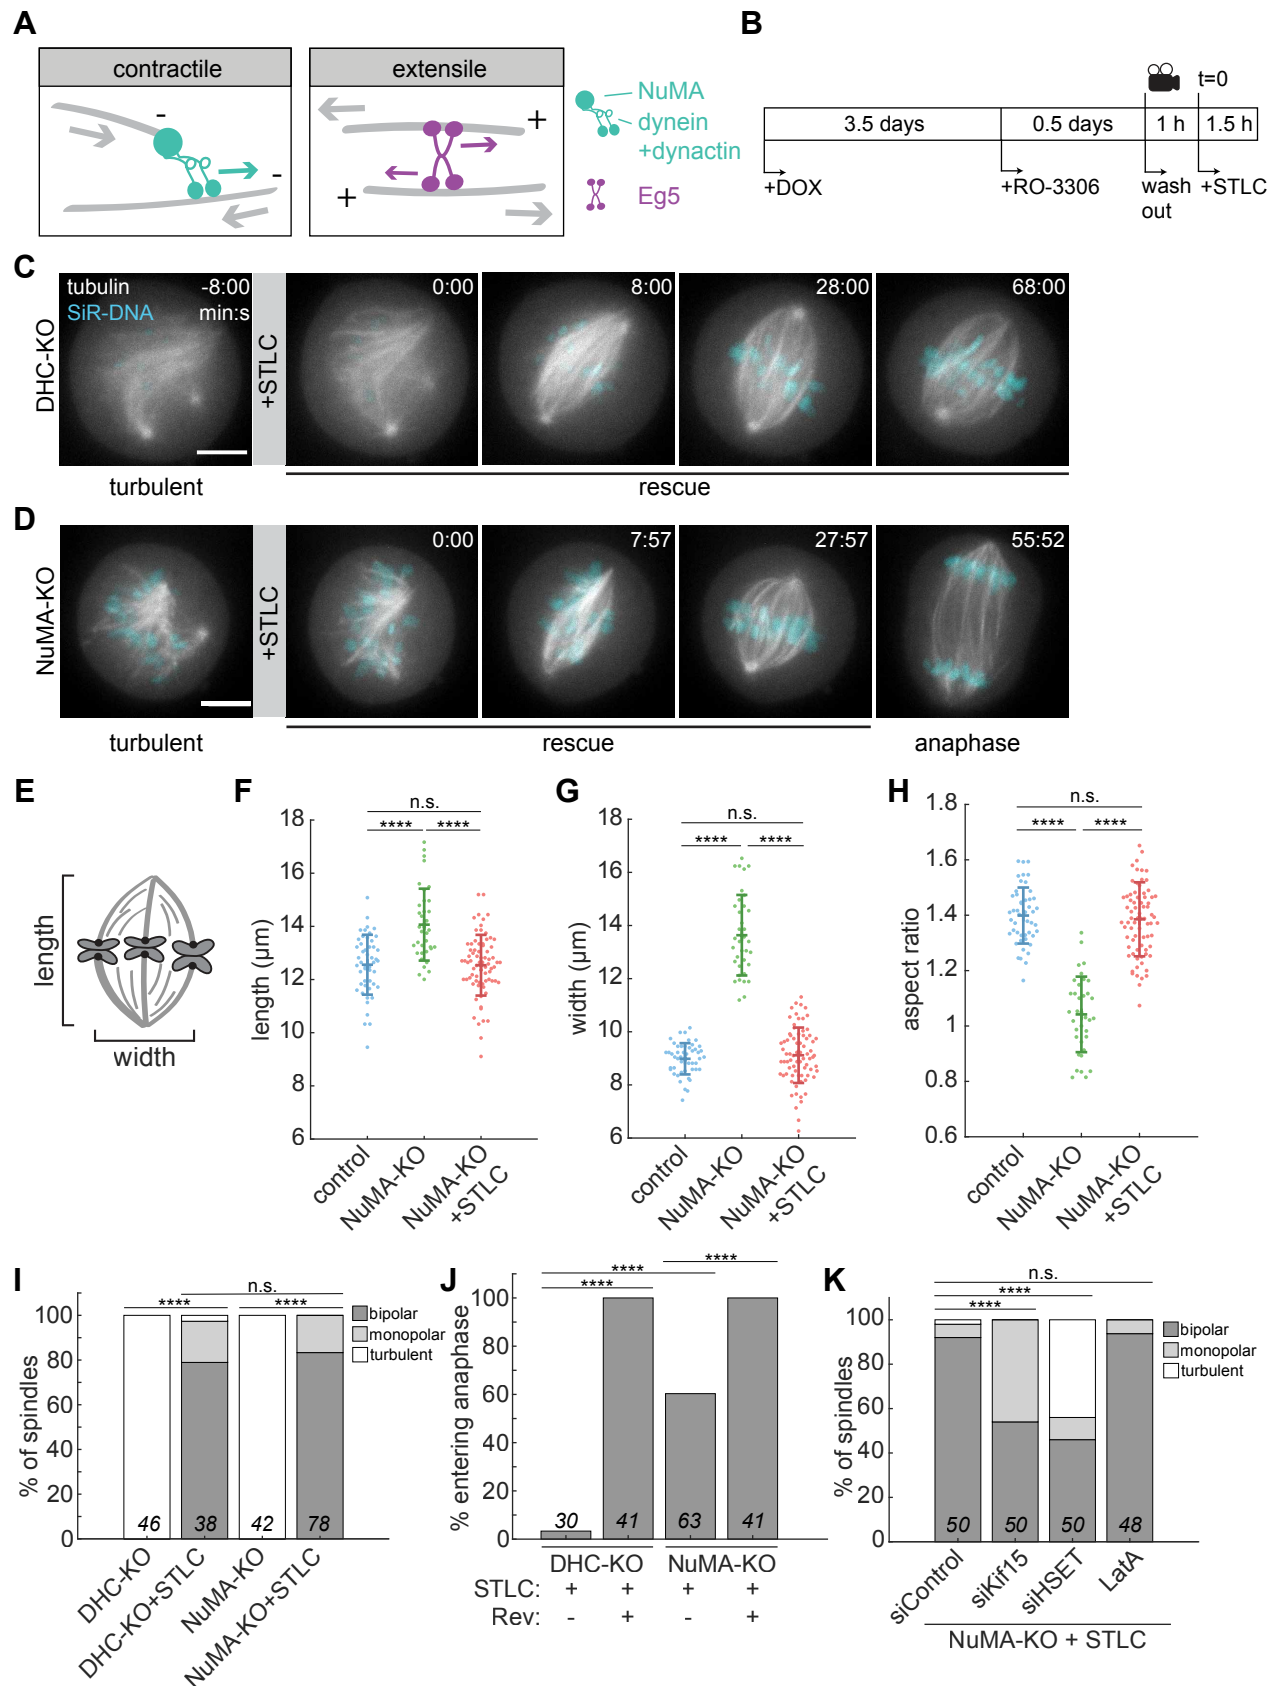 A
contractile
extensile
-
-
+
+
NuMA
dynein
+dynactin
Eg5
B
t=0
3.5 days
0.5 days
1 h
1.5 h
+DOX
+RO-3306
wash
out
+STLC
C
DHC-KO
tubulin
SiR-DNA
-8:00
min:s
+STLC
0:00
8:00
28:00
68:00
turbulent
rescue
D
NuMA-KO
+STLC
0:00
7:57
27:57
55:52
turbulent
rescue
anaphase
E
length
width
F
n.s.
**** ****
length (µm)
18
16
14
12
10
8
6
control
NuMA-KO
NuMA-KO
+STLC
G
n.s.
**** ****
width (µm)
18
16
14
12
10
8
6
control
NuMA-KO
NuMA-KO
+STLC
H
n.s.
**** ****
aspect ratio
1.8
1.6
1.4
1.2
1
0.8
0.6
control
NuMA-KO
NuMA-KO
+STLC
I
n.s.
**** ****
% of spindles
100
80
60
40
20
0
bipolar
monopolar
turbulent
46 38 42 78
DHC-KO
DHC-KO+STLC
NuMA-KO
NuMA-KO+STLC
J
****
****
****
% entering anaphase
100
80
60
40
20
0
30 41 63 41
DHC-KO NuMA-KO
STLC: + + + +
Rev: - + - +
K
n.s.
****
****
% of spindles
100
80
60
40
20
0
bipolar
monopolar
turbulent
50 50 50 48
siControl
siKif15
siHSET
LatA
NuMA-KO + STLC